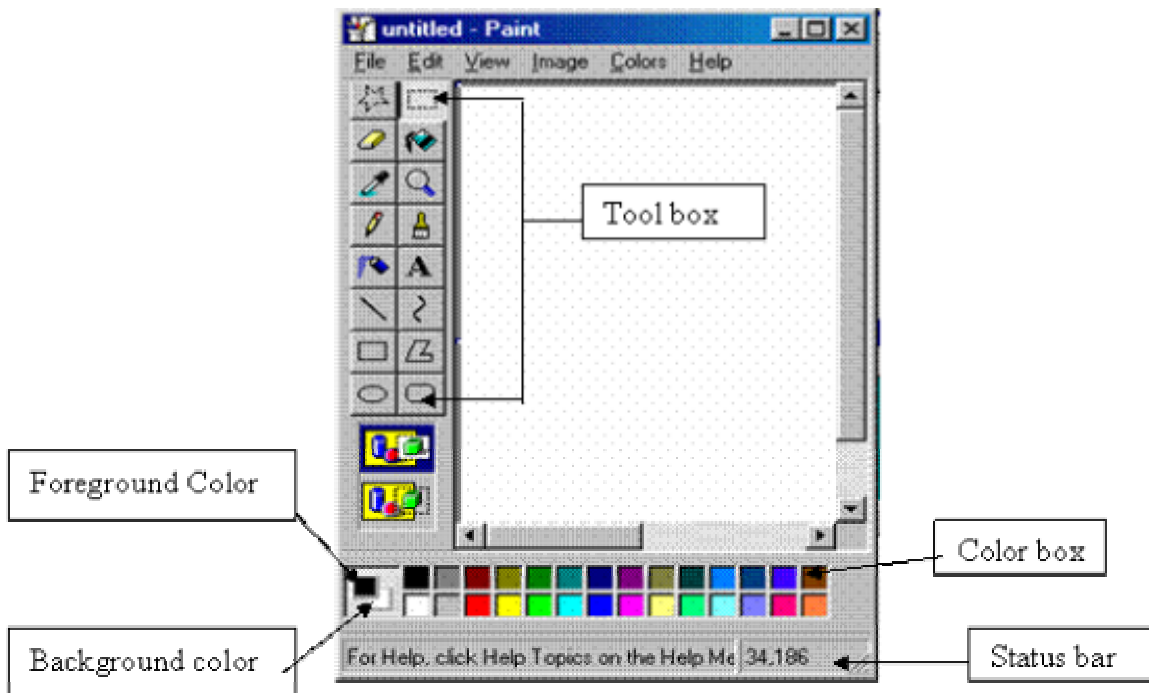 untitled - Paint
File Edit View Image Colors Help
Tool box
A
Foreground Color
Color box
Background color
For Help, click Help Topics on the Help Me 34,186
Status bar